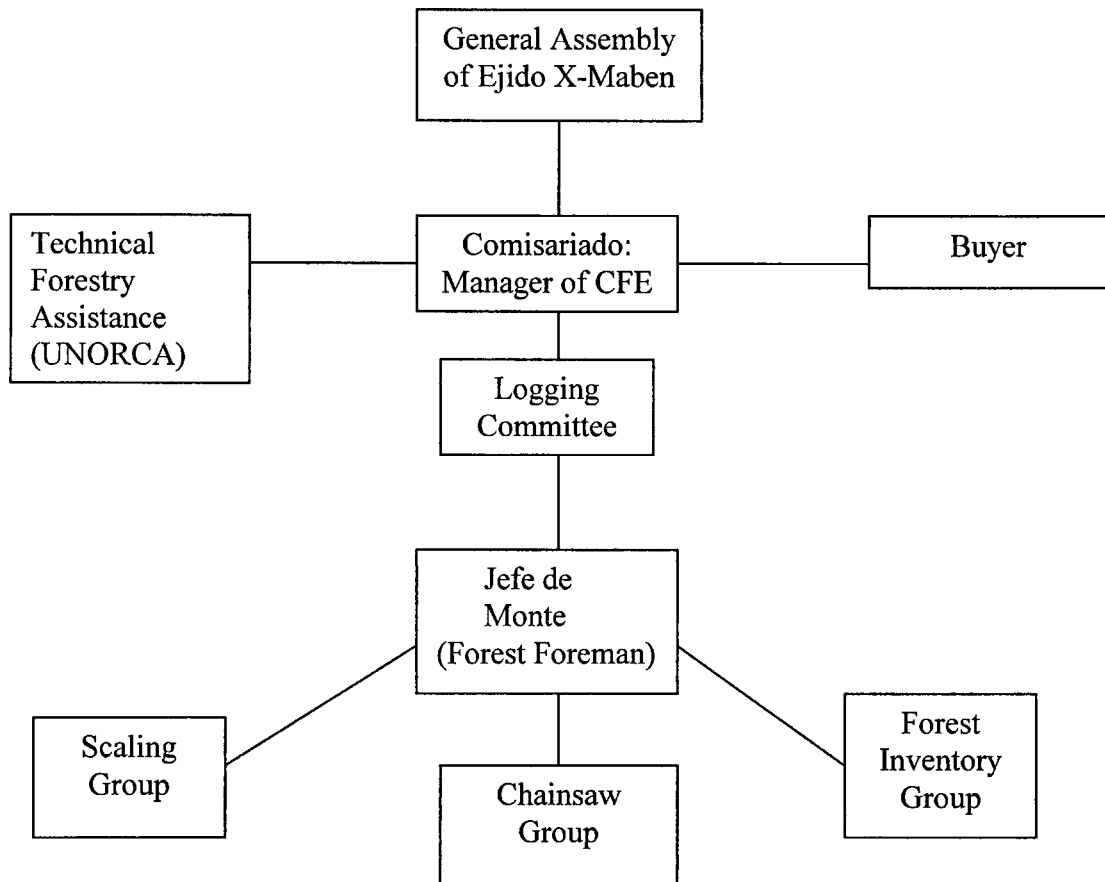 General Assembly
of Ejido X-Maben
Technical
Forestry
Assistance
(UNORCA)
Comisariado:
Manager of CFE
Buyer
Logging
Committee
Jefe de
Monte
(Forest Foreman)
Scaling
Group
Chainsaw
Group
Forest
Inventory
Group